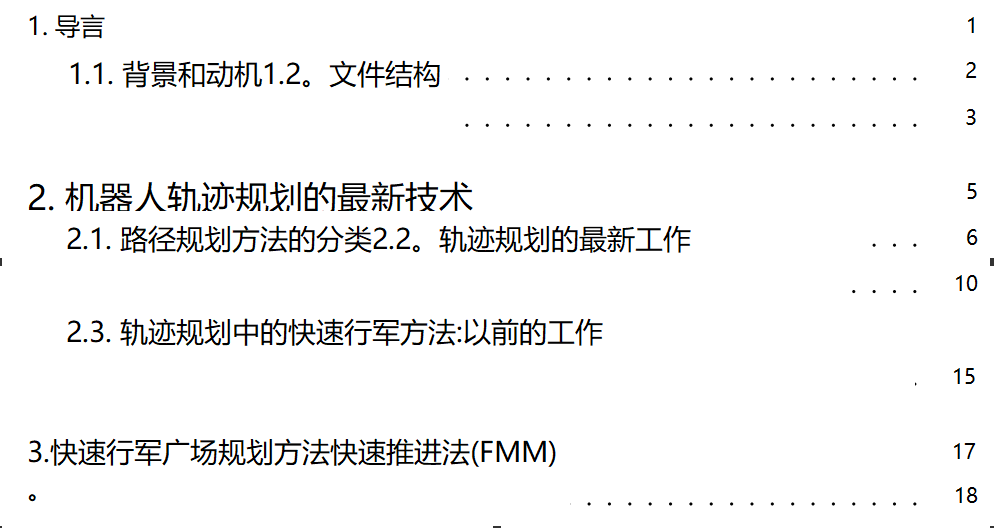 1. 导言 1
1.1. 背景和动机1.2。文件结构 . . . . . . . . . . . . . . . . . . . . . . . 2
. . . . . . . . . . . . . . . . . . . . . . . 3
2. 机器人轨迹规划的最新技术 5
2.1. 路径规划方法的分类2.2。轨迹规划的最新工作 . . . 6
. . . . 10
2.3. 轨迹规划中的快速行军方法:以前的工作
. 15
3.快速行军广场规划方法快速推进法(FMM) 17
。 . . . . . . . . . . . . . . . . . 18